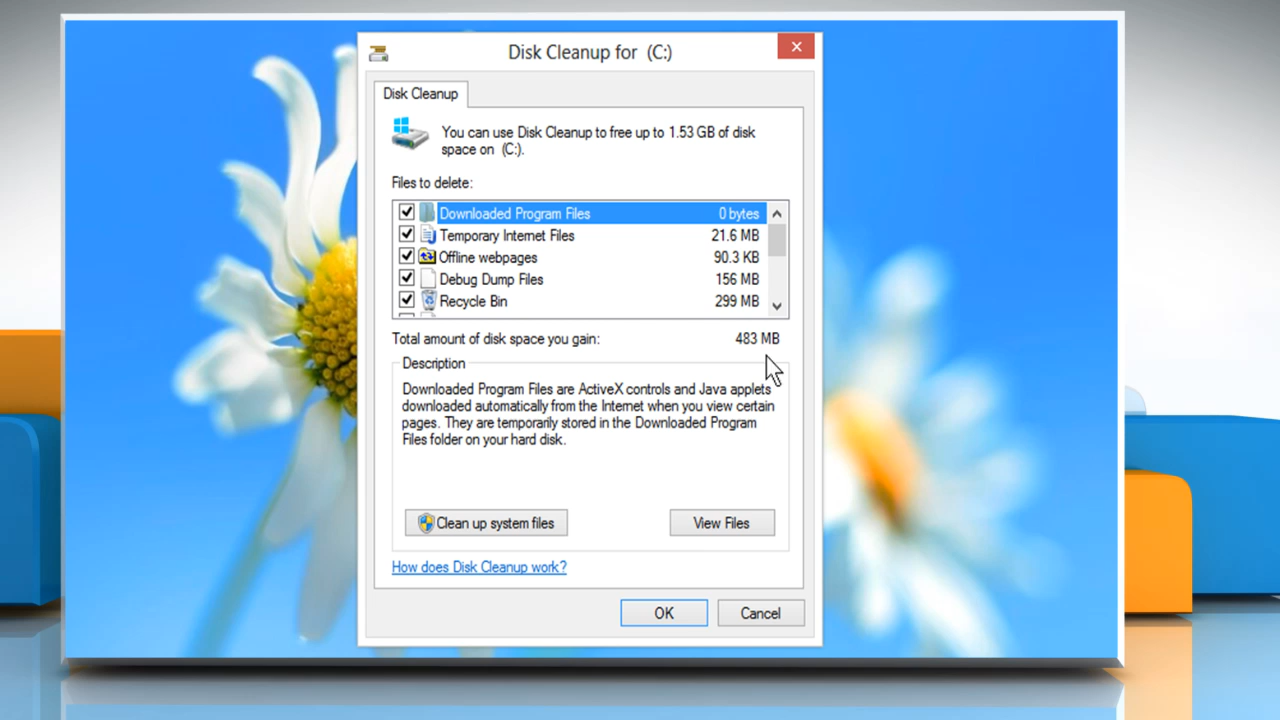 Disk Cleanup for (C:)
Disk Cleanup
You can use Disk Cleanup to free up to 1.53 GB of disk
space on (C:).
Files to delete:
Downloaded Program Files 0 bytes
Temporary Internet Files 21.6 MB
Offline webpages 90.3 KB
Debug Dump Files 156 MB
Recycle Bin 299 MB
Total amount of disk space you gain: 483 MB
Description
Downloaded Program Files are ActiveX controls and Java applets
downloaded automatically from the Internet when you view certain
pages. They are temporarily stored in the Downloaded Program
Files folder on your hard disk.
Clean up system files View Files
How does Disk Cleanup work?
OK Cancel